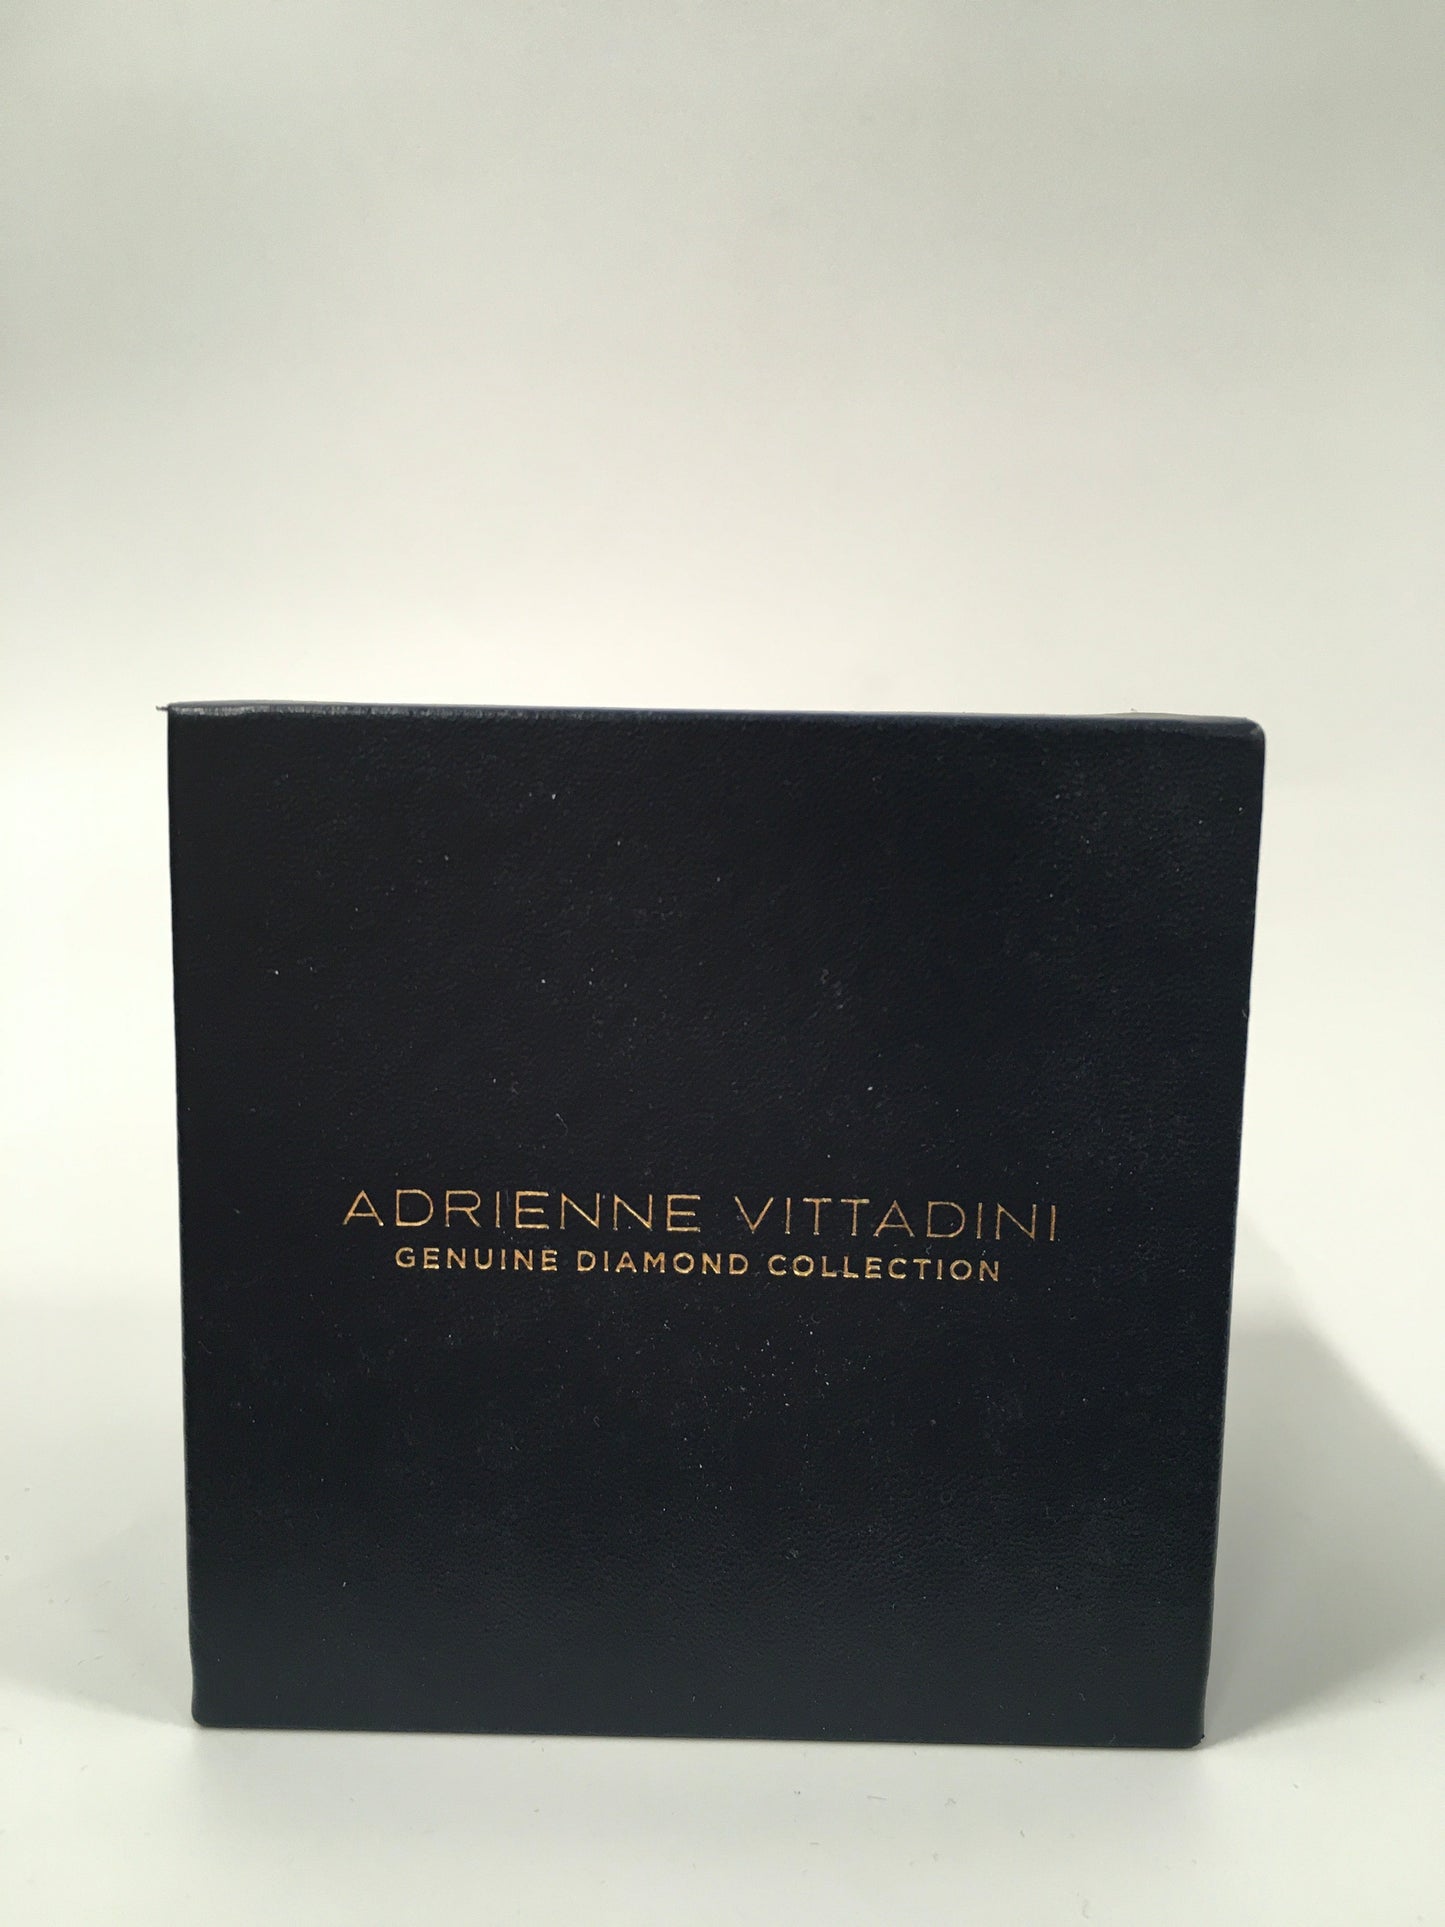 ADRIENNE VITTADINI
GENUINE DIAMOND COLLECTION